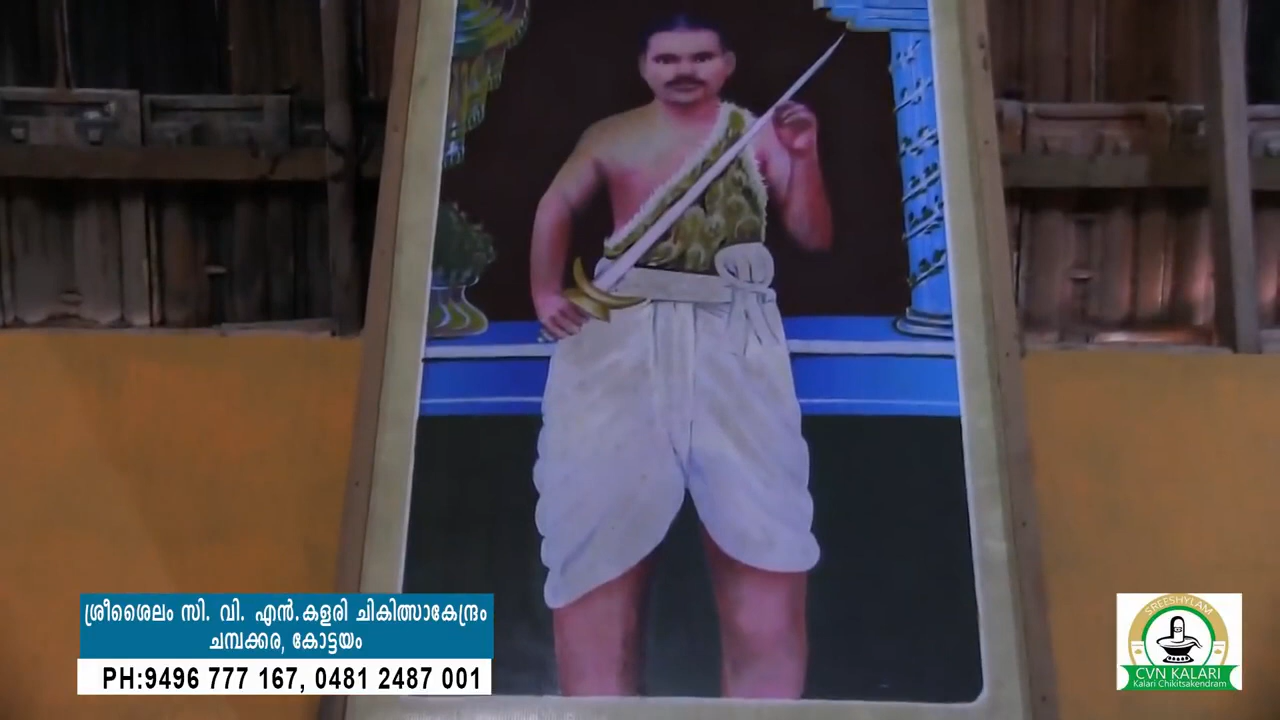 ശ്രീശൈലം സി. വി. എൻ.കളരി ചികിത്സാകേന്ദ്രം
ചമ്പക്കര, കോട്ടയം
PH:9496 777 167, 0481 2487 001
SREESHYLAM
CVN KALARI
Kalari Chikitsakendram